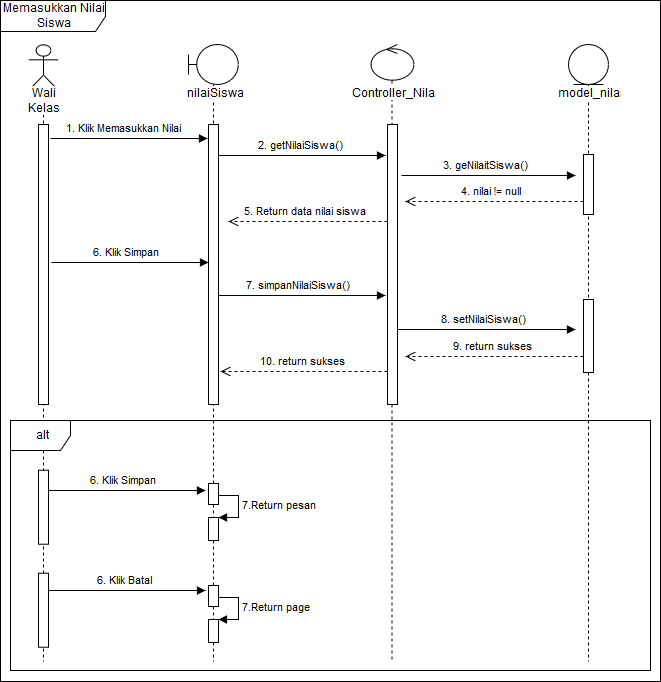 Memasukkan Nilai
Siswa
Wali
Kelas
nilaiSiswa
Controller_Nila
model_nilai
1. Klik Memasukkan Nilai
2. getNilaiSiswa()
3. geNilaitSiswa()
4. nilai != null
5. Return data nilai siswa
6. Klik Simpan
7. simpanNilaiSiswa()
8. setNilaiSiswa()
9. return sukses
10. return sukses
alt
6. Klik Simpan
7.Return pesan
6. Klik Batal
7.Return page